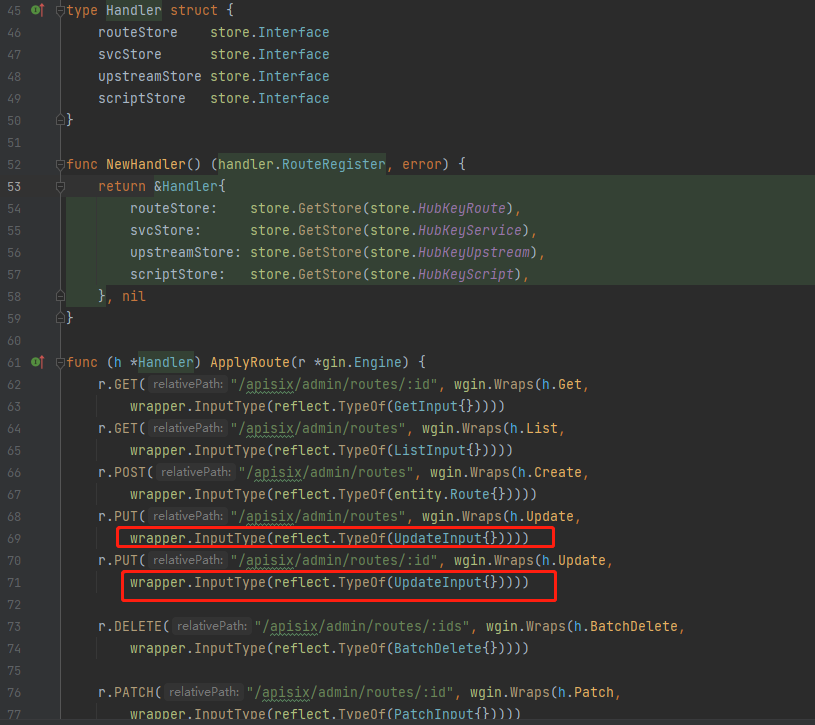 45 type Handler struct {
46 routeStore    store.Interface
47 svcStore      store.Interface
48 upstreamStore store.Interface
49 scriptStore   store.Interface
50 }
51
52 func NewHandler() (handler.RouteRegister, error) {
53 return &Handler{
54 routeStore:    store.GetStore(store.HubKeyRoute),
55 svcStore:      store.GetStore(store.HubKeyService),
56 upstreamStore: store.GetStore(store.HubKeyUpstream),
57 scriptStore:   store.GetStore(store.HubKeyScript),
58 }, nil
59 }
60
61 func (h *Handler) ApplyRoute(r *gin.Engine) {
62 r.GET( relativePath: "/apisix/admin/routes/:id", wgin.Wraps(h.Get,
63 wrapper.InputType(reflect.TypeOf(GetInput{}))))
64 r.GET( relativePath: "/apisix/admin/routes", wgin.Wraps(h.List,
65 wrapper.InputType(reflect.TypeOf(ListInput{}))))
66 r.POST( relativePath: "/apisix/admin/routes", wgin.Wraps(h.Create,
67 wrapper.InputType(reflect.TypeOf(entity.Route{}))))
68 r.PUT( relativePath: "/apisix/admin/routes", wgin.Wraps(h.Update,
69 wrapper.InputType(reflect.TypeOf(UpdateInput{}))))
70 r.PUT( relativePath: "/apisix/admin/routes/:id", wgin.Wraps(h.Update,
71 wrapper.InputType(reflect.TypeOf(UpdateInput{}))))
72
73 r.DELETE( relativePath: "/apisix/admin/routes/:ids", wgin.Wraps(h.BatchDelete,
74 wrapper.InputType(reflect.TypeOf(BatchDelete{}))))
75
76 r.PATCH( relativePath: "/apisix/admin/routes/:id", wgin.Wraps(h.Patch,
77 wrapper.InputType(reflect.TypeOf(PatchInput{}))))